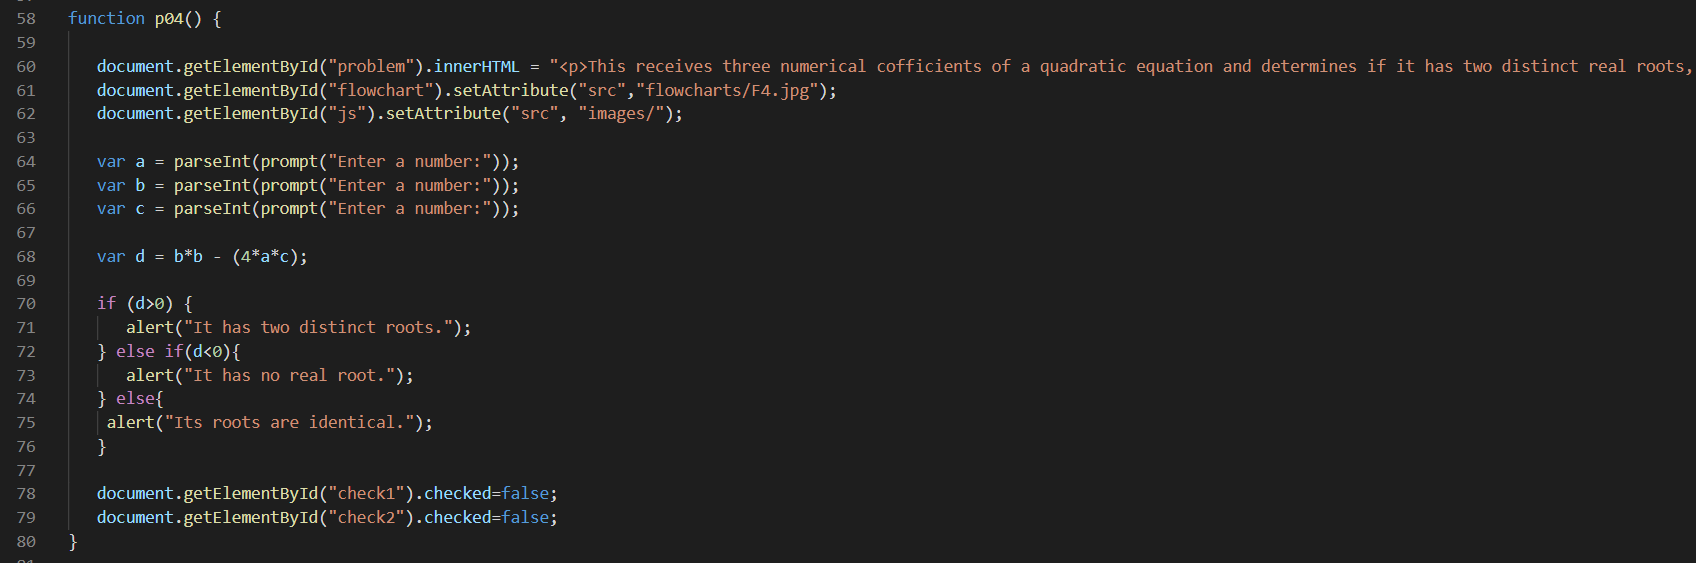 58 function p04() {
59
60 document.getElementById("problem").innerHTML = "<p>This receives three numerical cofficients of a quadratic equation and determines if it has two distinct real roots,
61 document.getElementById("flowchart").setAttribute("src","flowcharts/F4.jpg");
62 document.getElementById("js").setAttribute("src", "images/");
63
64 var a = parseInt(prompt("Enter a number:"));
65 var b = parseInt(prompt("Enter a number:"));
66 var c = parseInt(prompt("Enter a number:"));
67
68 var d = b*b - (4*a*c);
69
70 if (d>0) {
71 alert("It has two distinct roots.");
72 } else if(d<0){
73 alert("It has no real root.");
74 } else{
75 alert("Its roots are identical.");
76 }
77
78 document.getElementById("check1").checked=false;
79 document.getElementById("check2").checked=false;
80 }